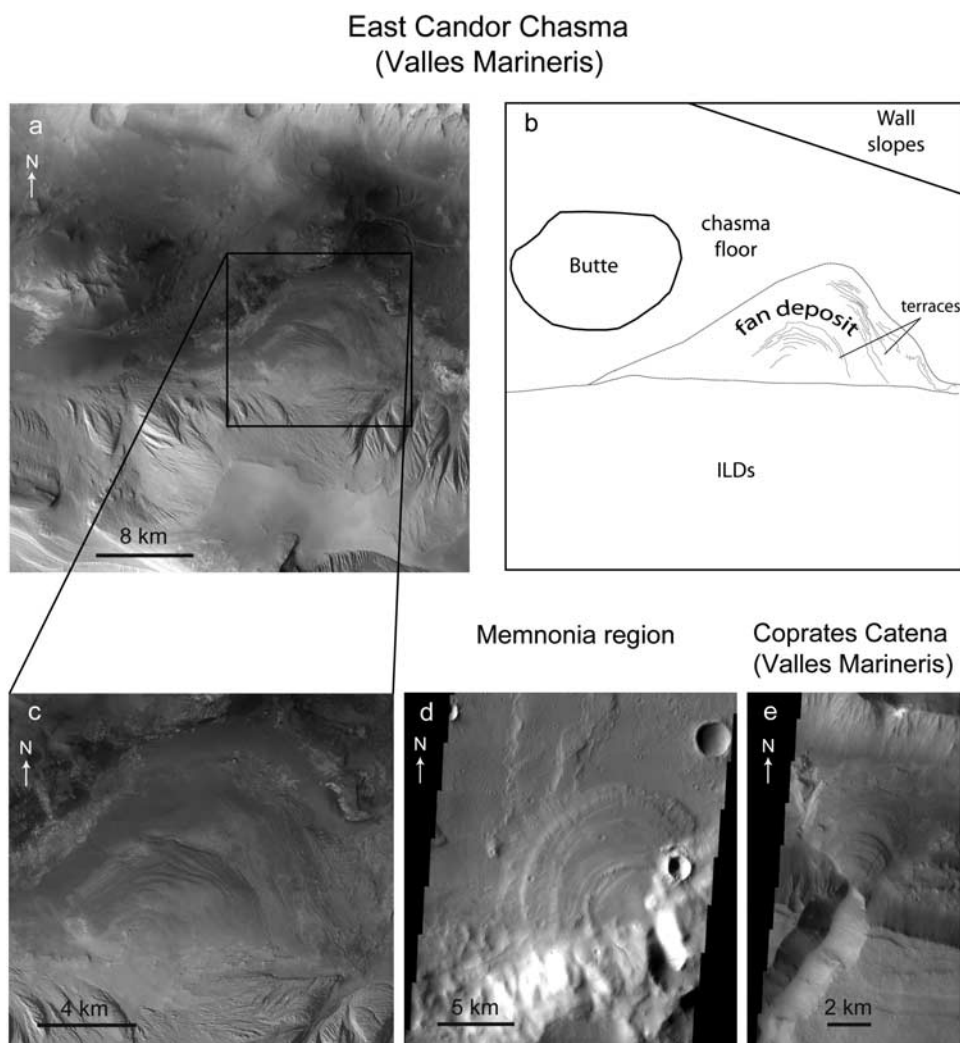 East Candor Chasma
(Valles Marineris)
a
N
8 km
b
Wall
slopes
chasma
floor
Butte
fan deposit
terraces
ILDs
Memnonia region
Coprates Catena
(Valles Marineris)
c
N
4 km
d
N
5 km
e
N
2 km